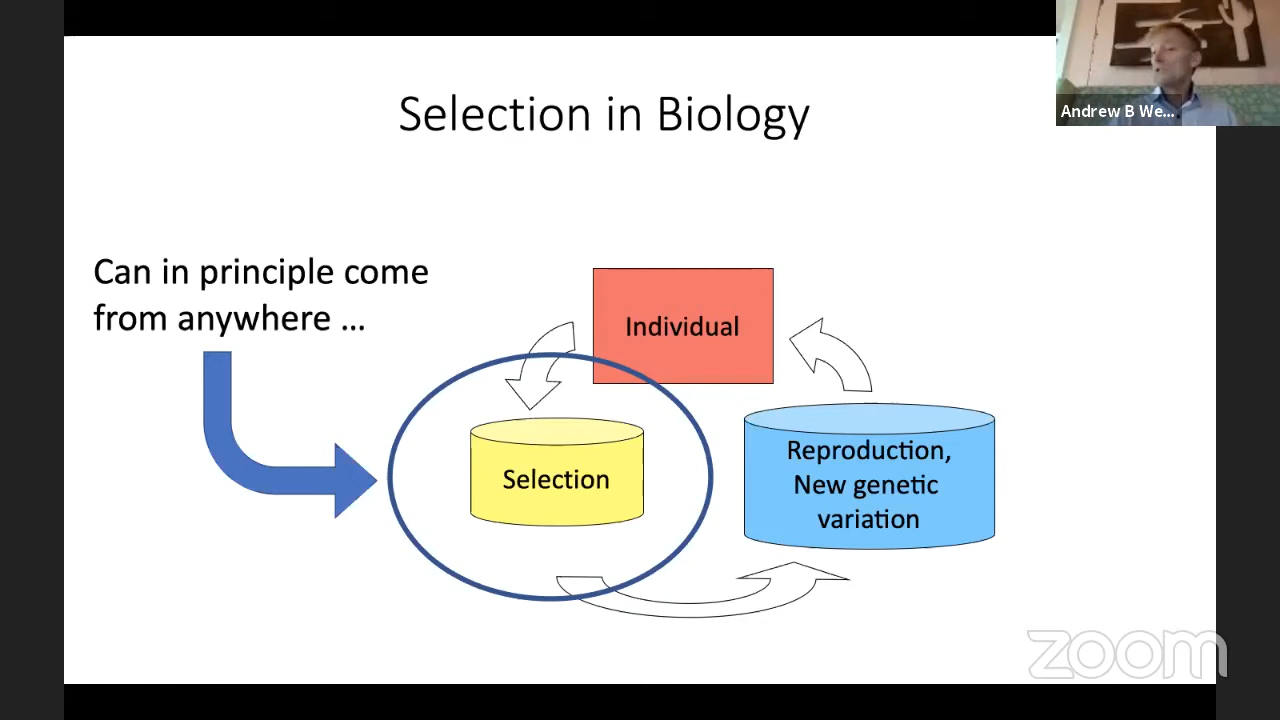 Selection in Biology
Andrew B We...
Can in principle come
from anywhere ...
Individual
Selection
Reproduction,
New genetic
variation
zoom